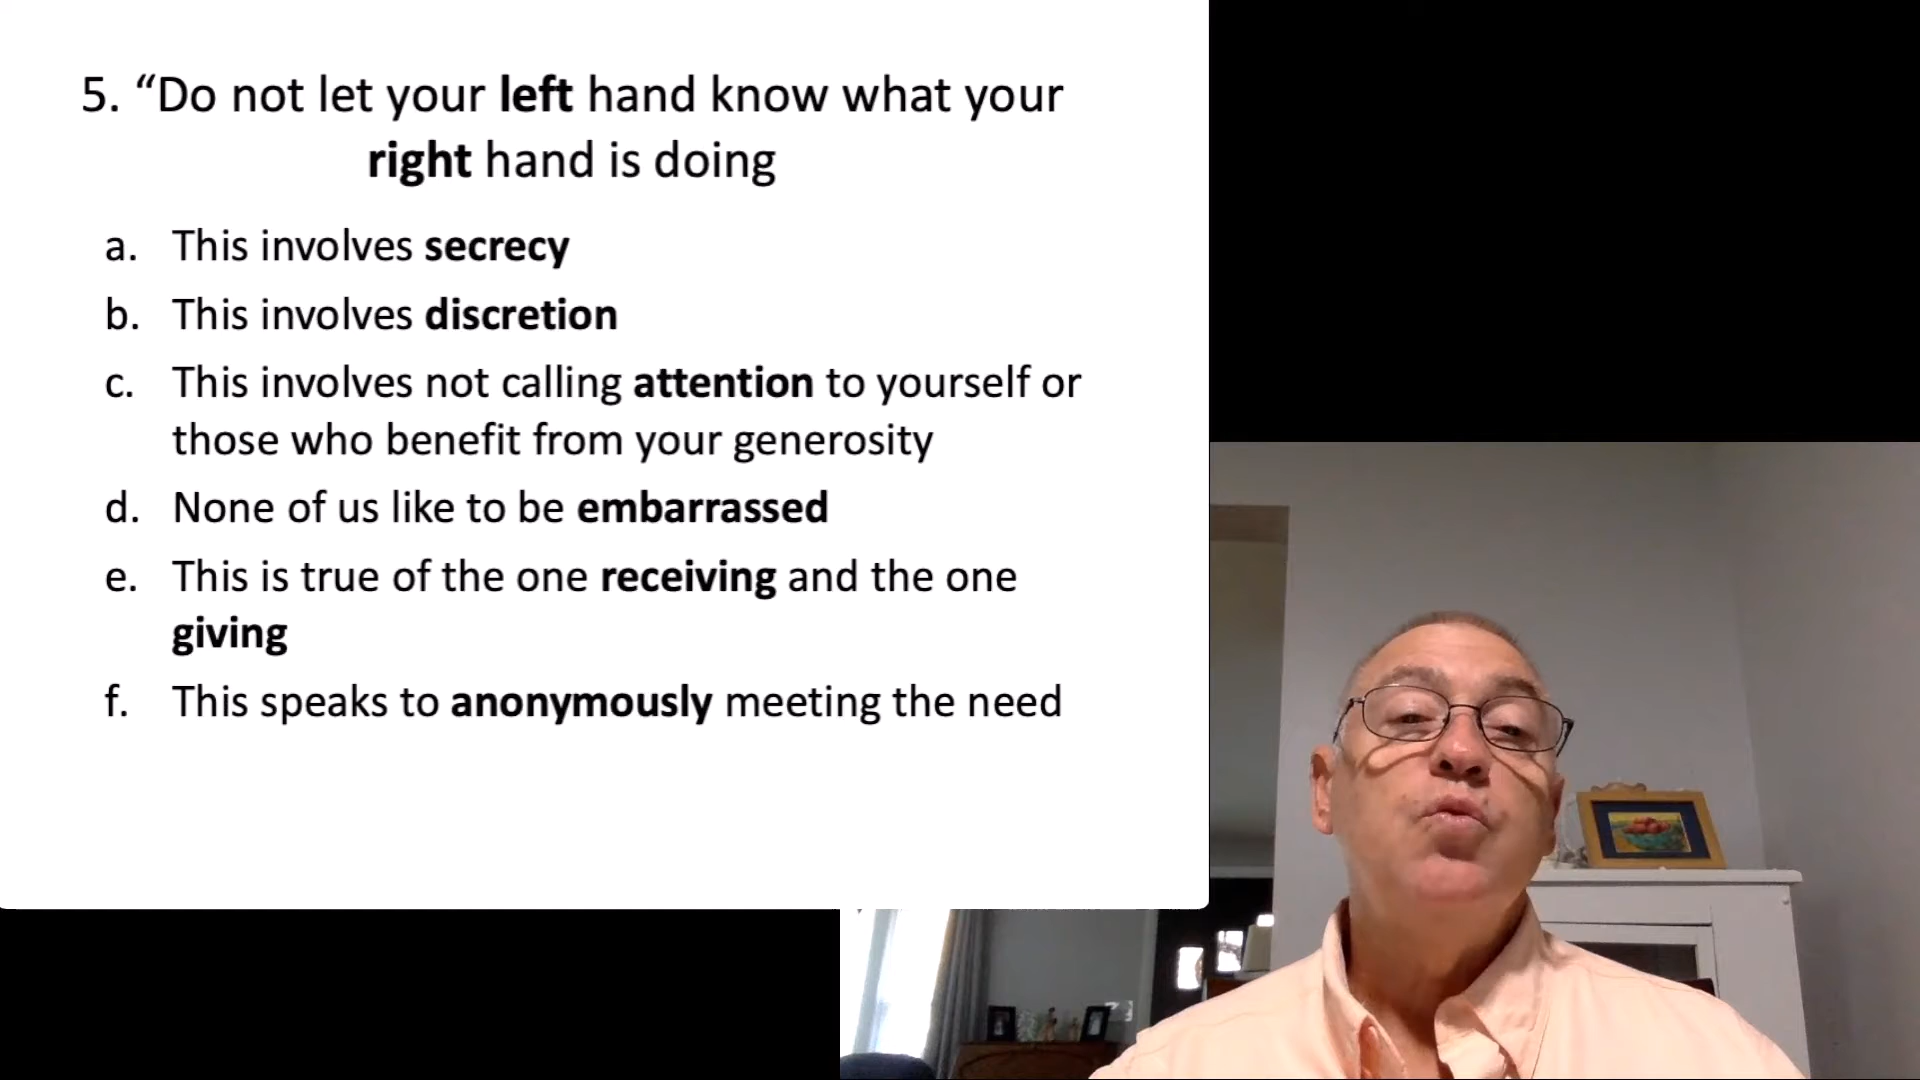 5. “Do not let your left hand know what your
right hand is doing
a. This involves secrecy
b. This involves discretion
c. This involves not calling attention to yourself or
those who benefit from your generosity
d. None of us like to be embarrassed
e. This is true of the one receiving and the one
giving
f. This speaks to anonymously meeting the need